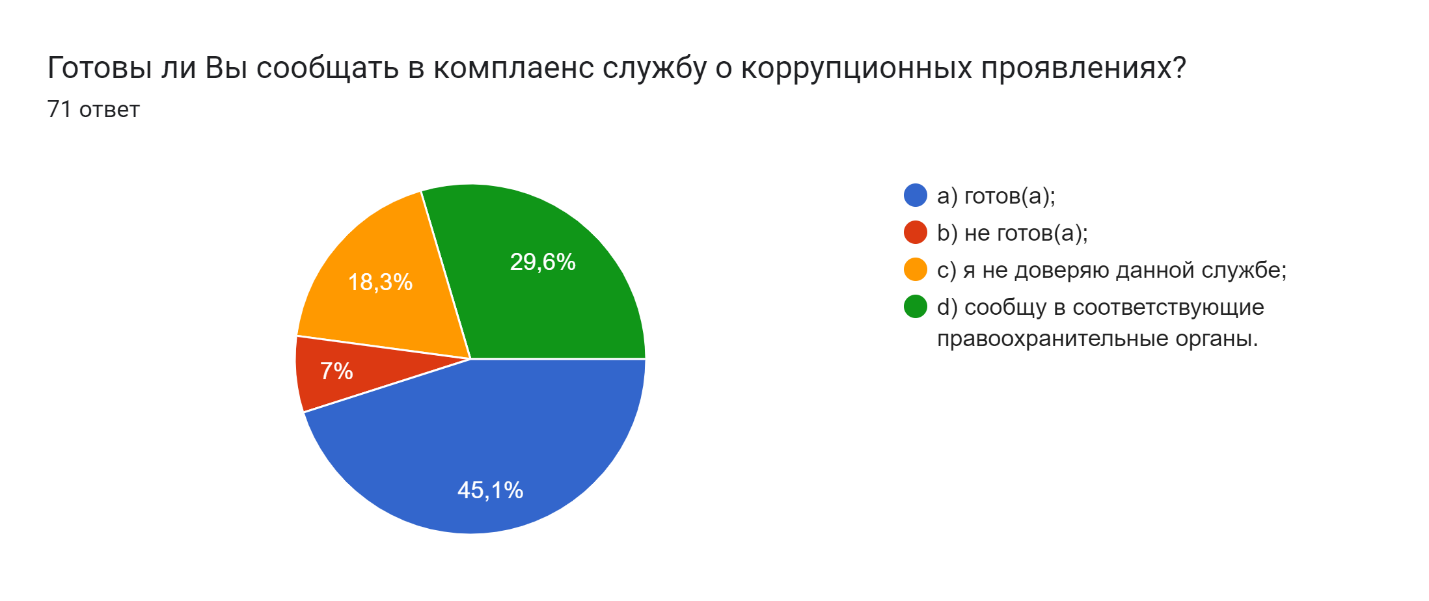 Готовы ли Вы сообщать в комплаенс службу о коррупционных проявлениях?
71 ответ
29,6%
18,3%
7%
45,1%
a) готов(а);
b) не готов(а);
c) я не доверяю данной службе;
d) сообщу в соответствующие
правоохранительные органы.